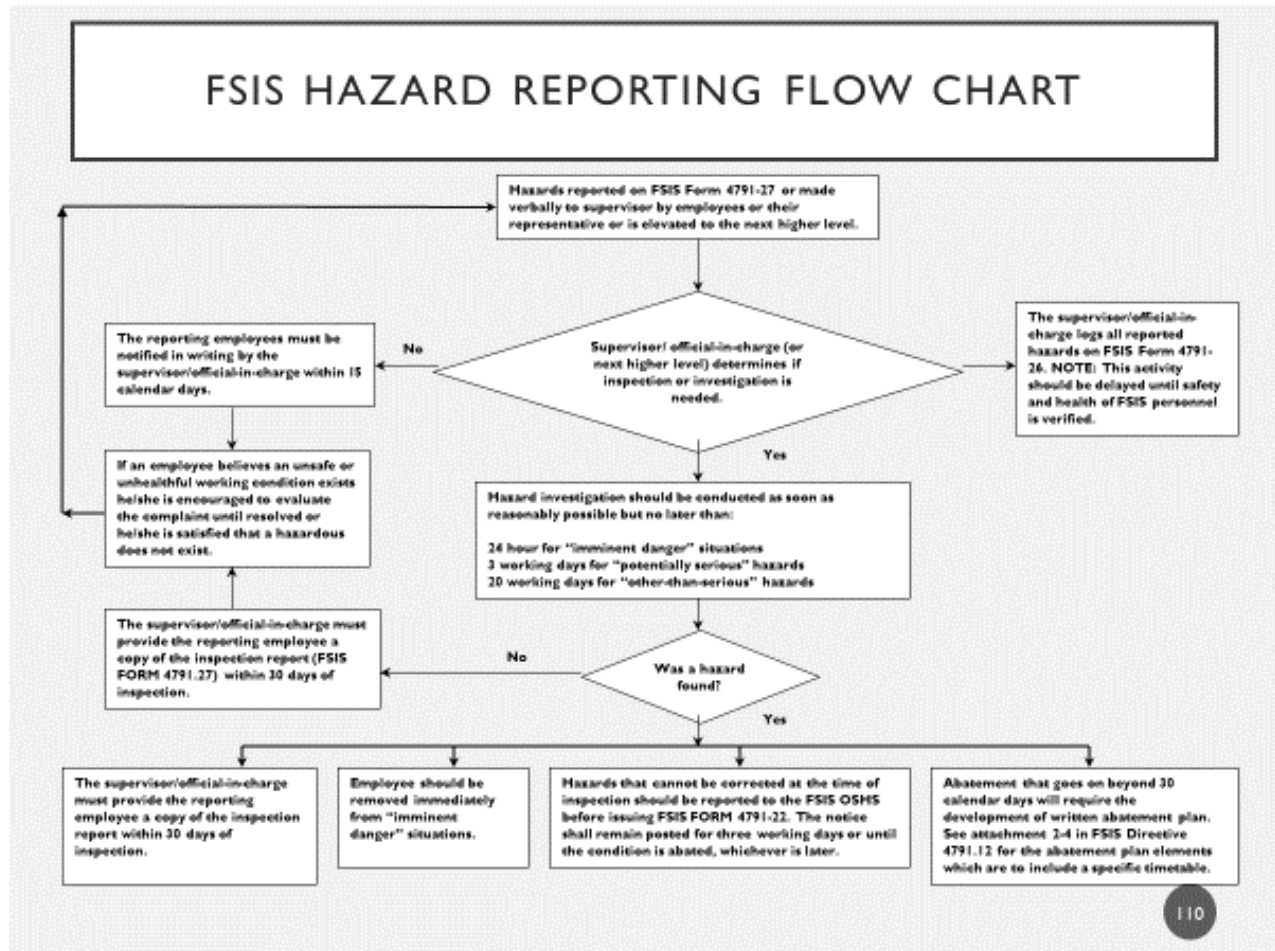 FSIS HAZARD REPORTING FLOW CHART
Hazards reported on FSIS Form 4791-27 or made
verbally to supervisor by employees or their
representative or is elevated to the next higher level.
Supervisor/ official-in-charge (or
next higher level) determines if
inspection or investigation is
needed.
The supervisor/official-in-
charge logs all reported
hazards on FSIS Form 4791-
26. NOTE: This activity
should be delayed until safety
and health of FSIS personnel
is verified.
No
The reporting employees must be
notified in writing by the
supervisor/official-in-charge within 15
calendar days.
If an employee believes an unsafe or
unhealthful working condition exists
he/she is encouraged to evaluate
the complaint until resolved or
he/she is satisfied that a hazardous
does not exist.
Yes
Hazard investigation should be conducted as soon as
reasonably possible but no later than:
24 hour for “imminent danger” situations
3 working days for “potentially serious” hazards
20 working days for “other-than-serious” hazards
The supervisor/official-in-charge must
provide the reporting employee a
copy of the inspection report (FSIS
FORM 4791.27) within 30 days of
inspection.
No
Was a hazard
found?
Yes
The supervisor/official-in-charge
must provide the reporting
employee a copy of the inspection
report within 30 days of
inspection.
Employee should be
removed immediately
from “imminent
danger” situations.
Hazards that cannot be corrected at the time of
inspection should be reported to the FSIS OSHS
before issuing FSIS FORM 4791-22. The notice
shall remain posted for three working days or until
the condition is abated, whichever is later.
Abatement that goes on beyond 30
calendar days will require the
development of written abatement plan.
See attachment 2-4 in FSIS Directive
4791.12 for the abatement plan elements
which are to include a specific timetable.
110